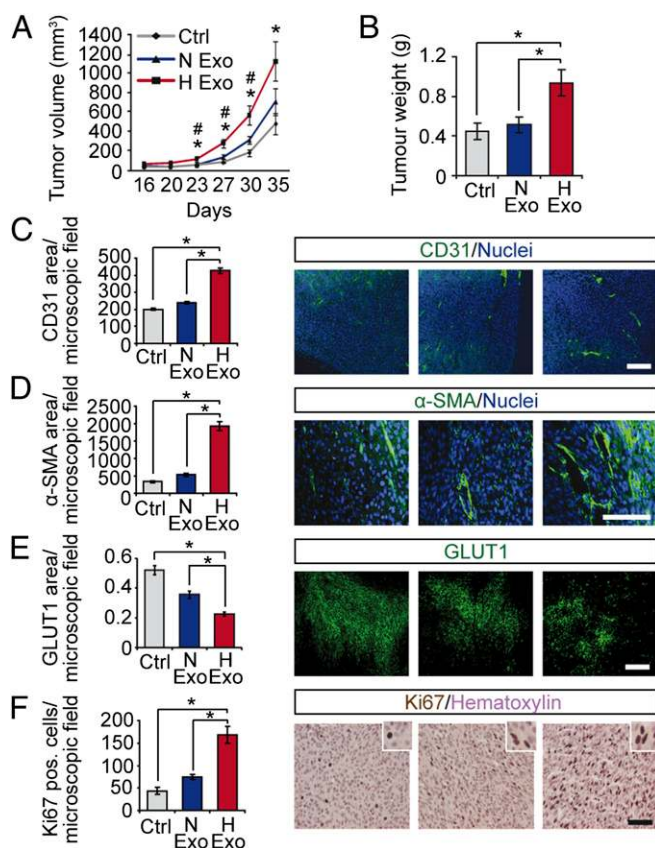 A
Tumor volume (mm³)
1400
1200
1000
800
600
400
200
0
Ctrl
N Exo
H Exo
*
#
*
#
*
#
*
16 20 23 27 30 35
Days
B
Tumour weight (g)
1.2
0.8
0.4
0
*
*
Ctrl N Exo H Exo
C
CD31 area/
microscopic field
500
400
300
200
100
0
*
*
Ctrl N Exo H Exo
CD31/Nuclei
D
α-SMA area/
microscopic field
2500
2000
1500
1000
500
0
*
*
Ctrl N Exo H Exo
α-SMA/Nuclei
E
GLUT1 area/
microscopic field
0.6
0.4
0.2
0
*
*
Ctrl N Exo H Exo
GLUT1
F
Ki67 pos. cells/
microscopic field
200
150
100
50
0
*
*
Ctrl N Exo H Exo
Ki67/Hematoxylin